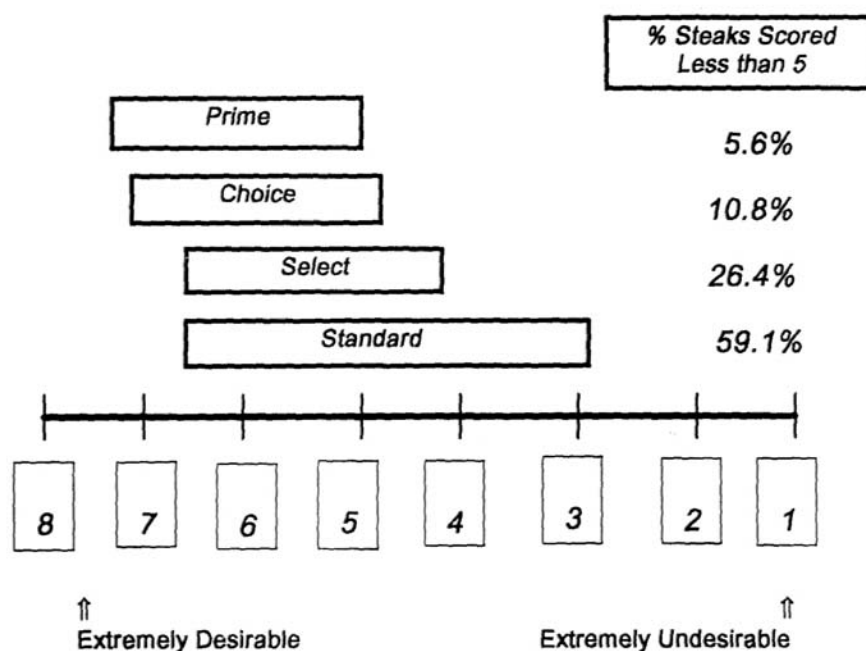 % Steaks Scored
Less than 5
Prime
5.6%
Choice
10.8%
Select
26.4%
Standard
59.1%
8 7 6 5 4 3 2 1
⇑ ⇑
Extremely Desirable Extremely Undesirable